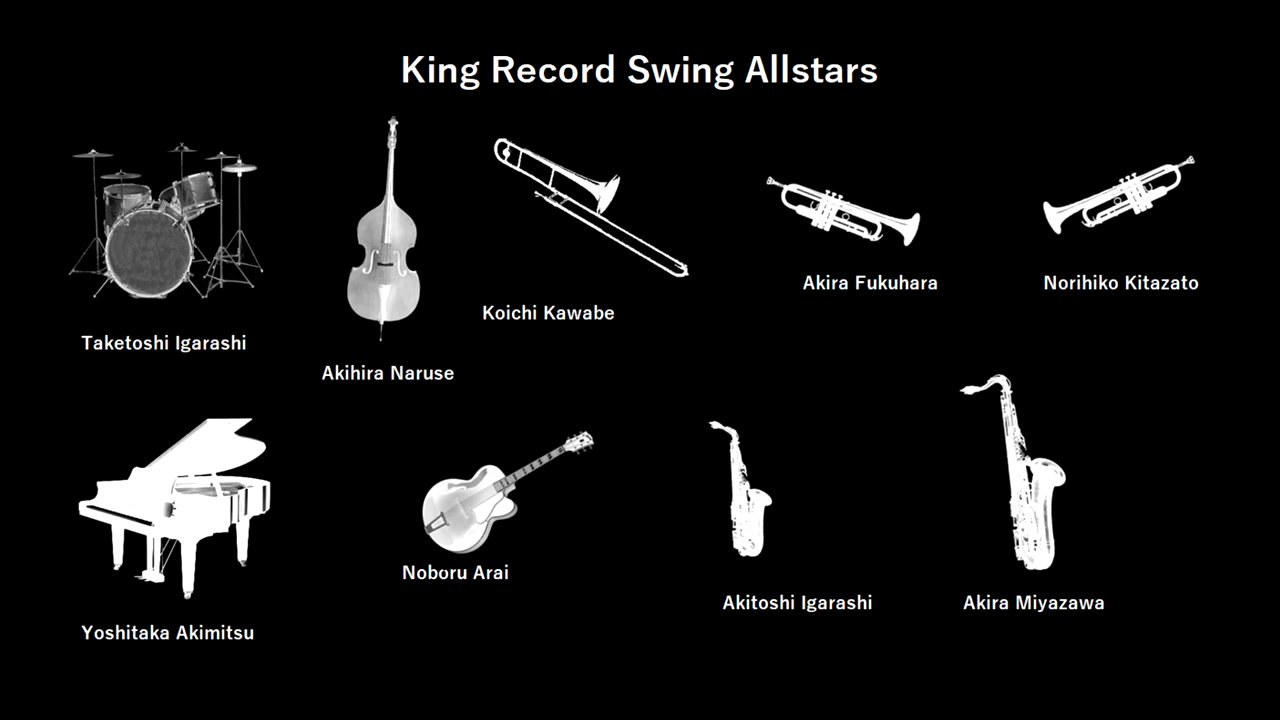 King Record Swing Allstars
Taketoshi Igarashi
Akihira Naruse
Koichi Kawabe
Akira Fukuhara
Norihiko Kitazato
Yoshitaka Akimitsu
Noboru Arai
Akitoshi Igarashi
Akira Miyazawa